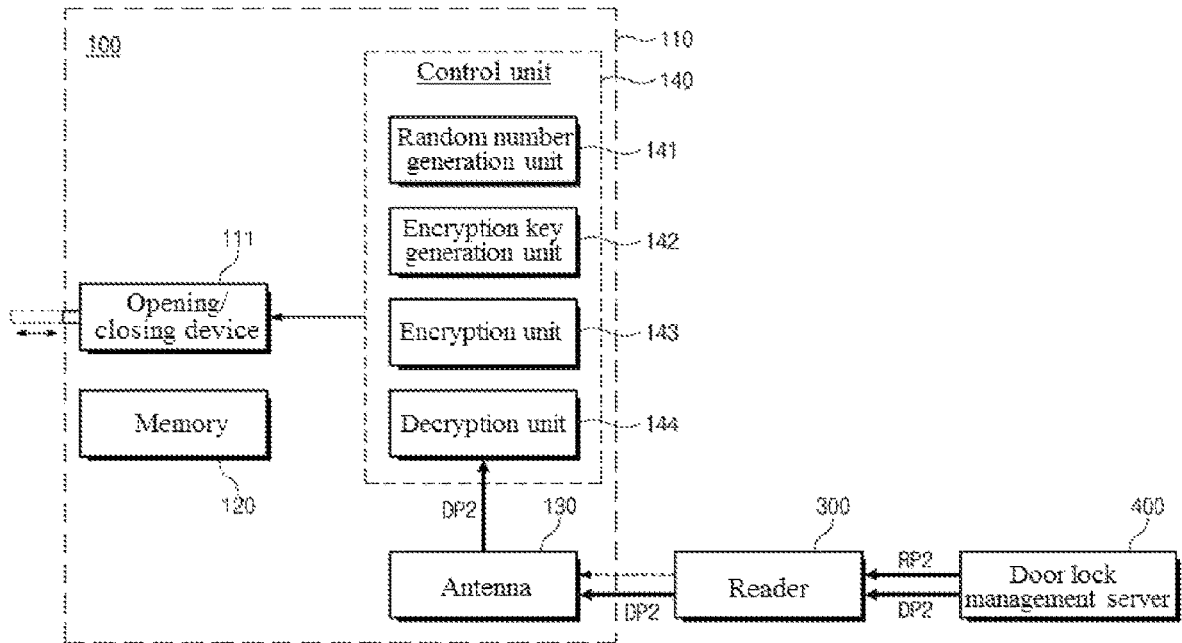 100
110
Control unit
140
Random number
generation unit
141
Encryption key
generation unit
142
111
Opening/
closing device
Encryption unit
143
Memory
Decryption unit
144
120
DP2
130
300
400
Antenna
DP2
Reader
RP2
DP2
Door lock
management server